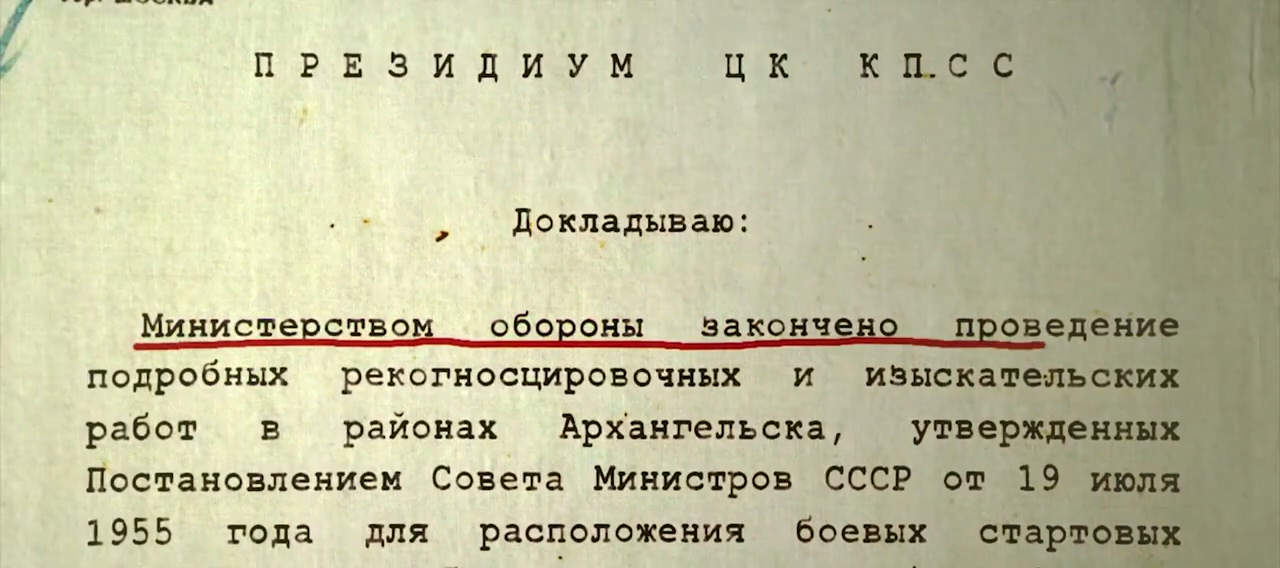 ПРЕЗИДИУМ ЦК КПСС
Докладываю:
Министерством обороны закончено проведение
подробных рекогносцировочных и изыскательских
работ в районах Архангельска, утвержденных
Постановлением Совета Министров СССР от 19 июля
1955 года для расположения боевых стартовых